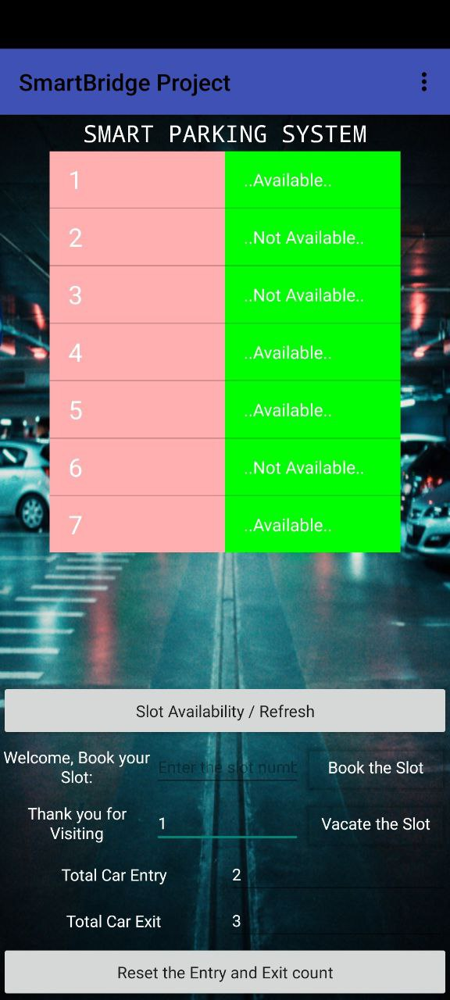 SmartBridge Project
SMART PARKING SYSTEM
1 ..Available..
2 ..Not Available..
3 ..Not Available..
4 ..Available..
5 ..Available..
6 ..Not Available..
7 ..Available..
Slot Availability / Refresh
Welcome, Book your
Slot:
Enter the slot numb
Book the Slot
Thank you for
Visiting
1
Vacate the Slot
Total Car Entry 2
Total Car Exit 3
Reset the Entry and Exit count